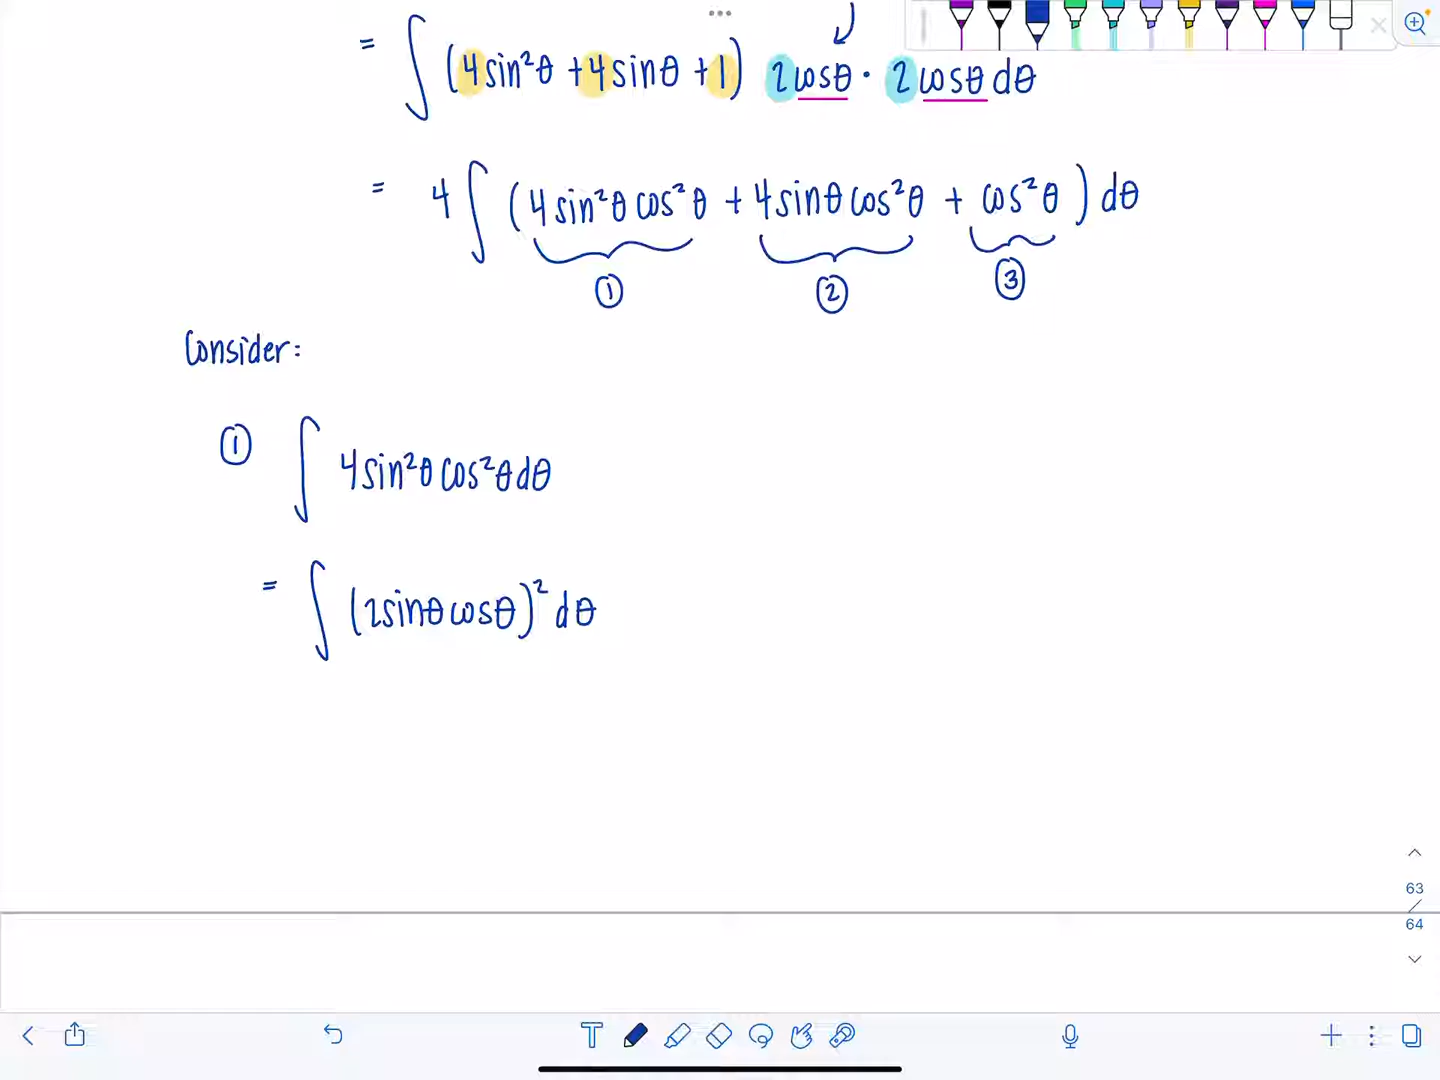 = ∫ (4sin²θ + 4sinθ + 1) 2cosθ · 2cosθ dθ
= 4 ∫ (4sin²θ cos²θ + 4sinθ cos²θ + cos²θ) dθ
① ② ③
Consider:
① ∫ 4sin²θ cos²θ dθ
= ∫ (2sinθ cosθ)² dθ
63
/
64
T